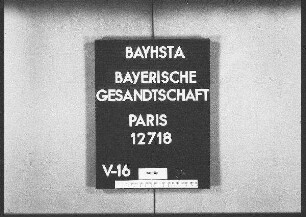 BAYHSTA
BAYERISCHE
GESANDTSCHAFT
PARIS
12718
V-16